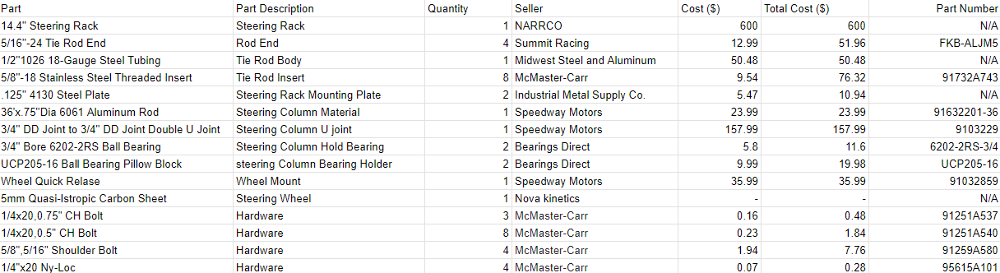 Part Part Description Quantity Seller Cost ($) Total Cost ($) Part Number
14.4" Steering Rack Steering Rack 1 NARRCO 600 600 N/A
5/16"-24 Tie Rod End Rod End 4 Summit Racing 12.99 51.96 FKB-ALJM5
1/2"1026 18-Gauge Steel Tubing Tie Rod Body 1 Midwest Steel and Aluminum 50.48 50.48 N/A
5/8"-18 Stainless Steel Threaded Insert Tie Rod Insert 8 McMaster-Carr 9.54 76.32 91732A743
.125" 4130 Steel Plate Steering Rack Mounting Plate 2 Industrial Metal Supply Co. 5.47 10.94 N/A
36'x.75"Dia 6061 Aluminum Rod Steering Column Material 1 Speedway Motors 23.99 23.99 91632201-36
3/4" DD Joint to 3/4" DD Joint Double U Joint Steering Column U joint 1 Speedway Motors 157.99 157.99 9103229
3/4" Bore 6202-2RS Ball Bearing Steering Column Hold Bearing 2 Bearings Direct 5.8 11.6 6202-2RS-3/4
UCP205-16 Ball Bearing Pillow Block steering Column Bearing Holder 2 Bearings Direct 9.99 19.98 UCP205-16
Wheel Quick Relase Wheel Mount 1 Speedway Motors 35.99 35.99 91032859
5mm Quasi-Istropic Carbon Sheet Steering Wheel 1 Nova kinetics - - N/A
1/4x20,0.75" CH Bolt Hardware 3 McMaster-Carr 0.16 0.48 91251A537
1/4x20,0.5" CH Bolt Hardware 8 McMaster-Carr 0.23 1.84 91251A540
5/8",5/16" Shoulder Bolt Hardware 4 McMaster-Carr 1.94 7.76 91259A580
1/4"x20 Ny-Loc Hardware 4 McMaster-Carr 0.07 0.28 95615A101